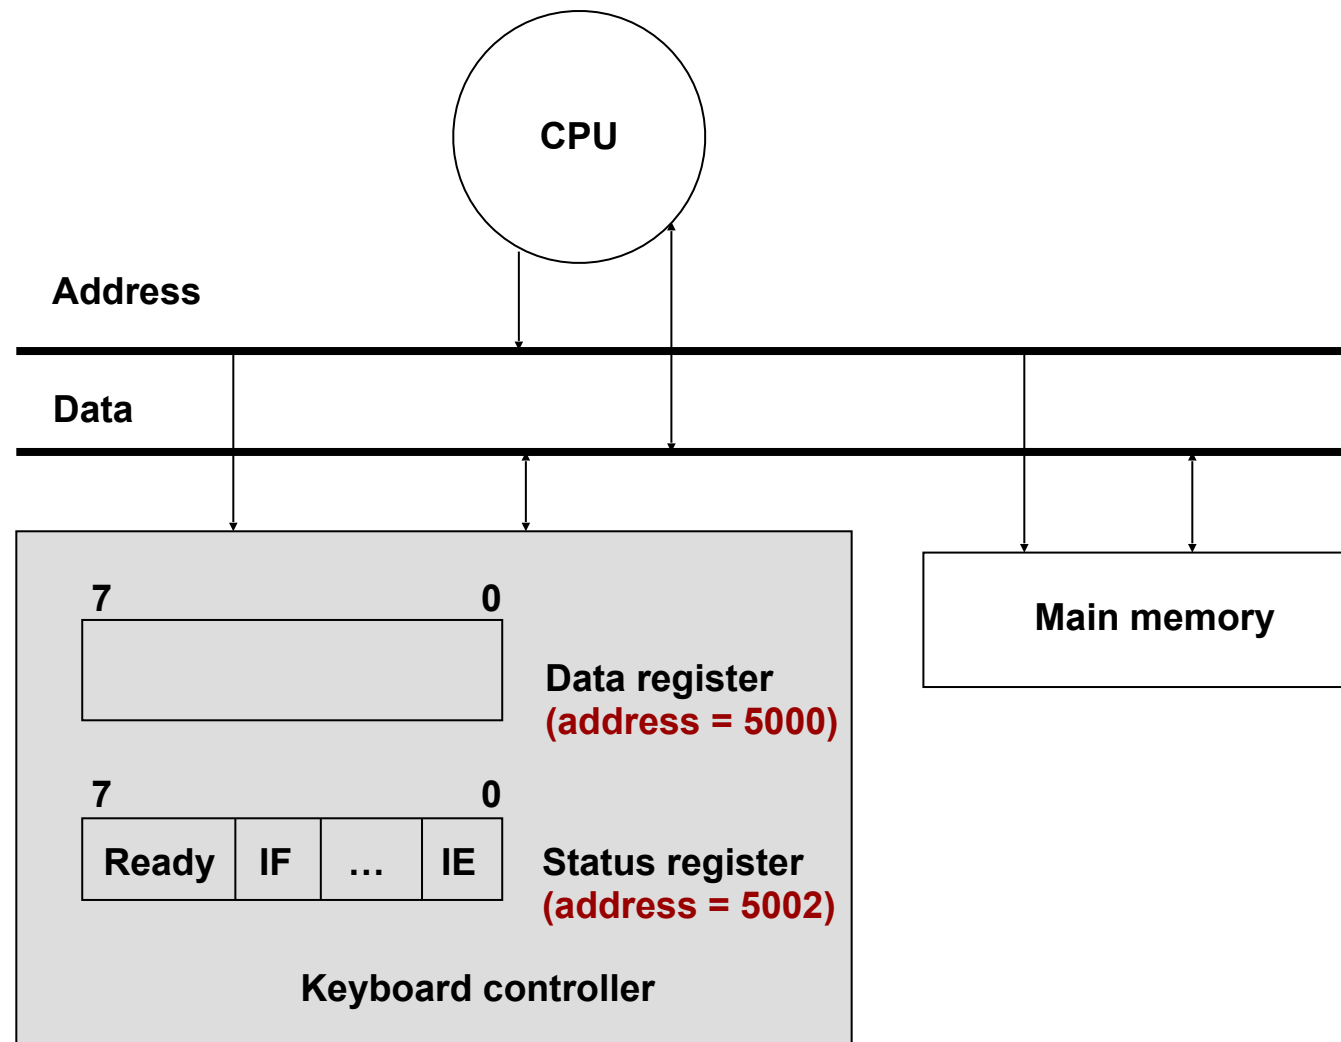 CPU
Address
Data
7 0
Data register
(address = 5000)
Main memory
7 0
Ready IF … IE
Status register
(address = 5002)
Keyboard controller